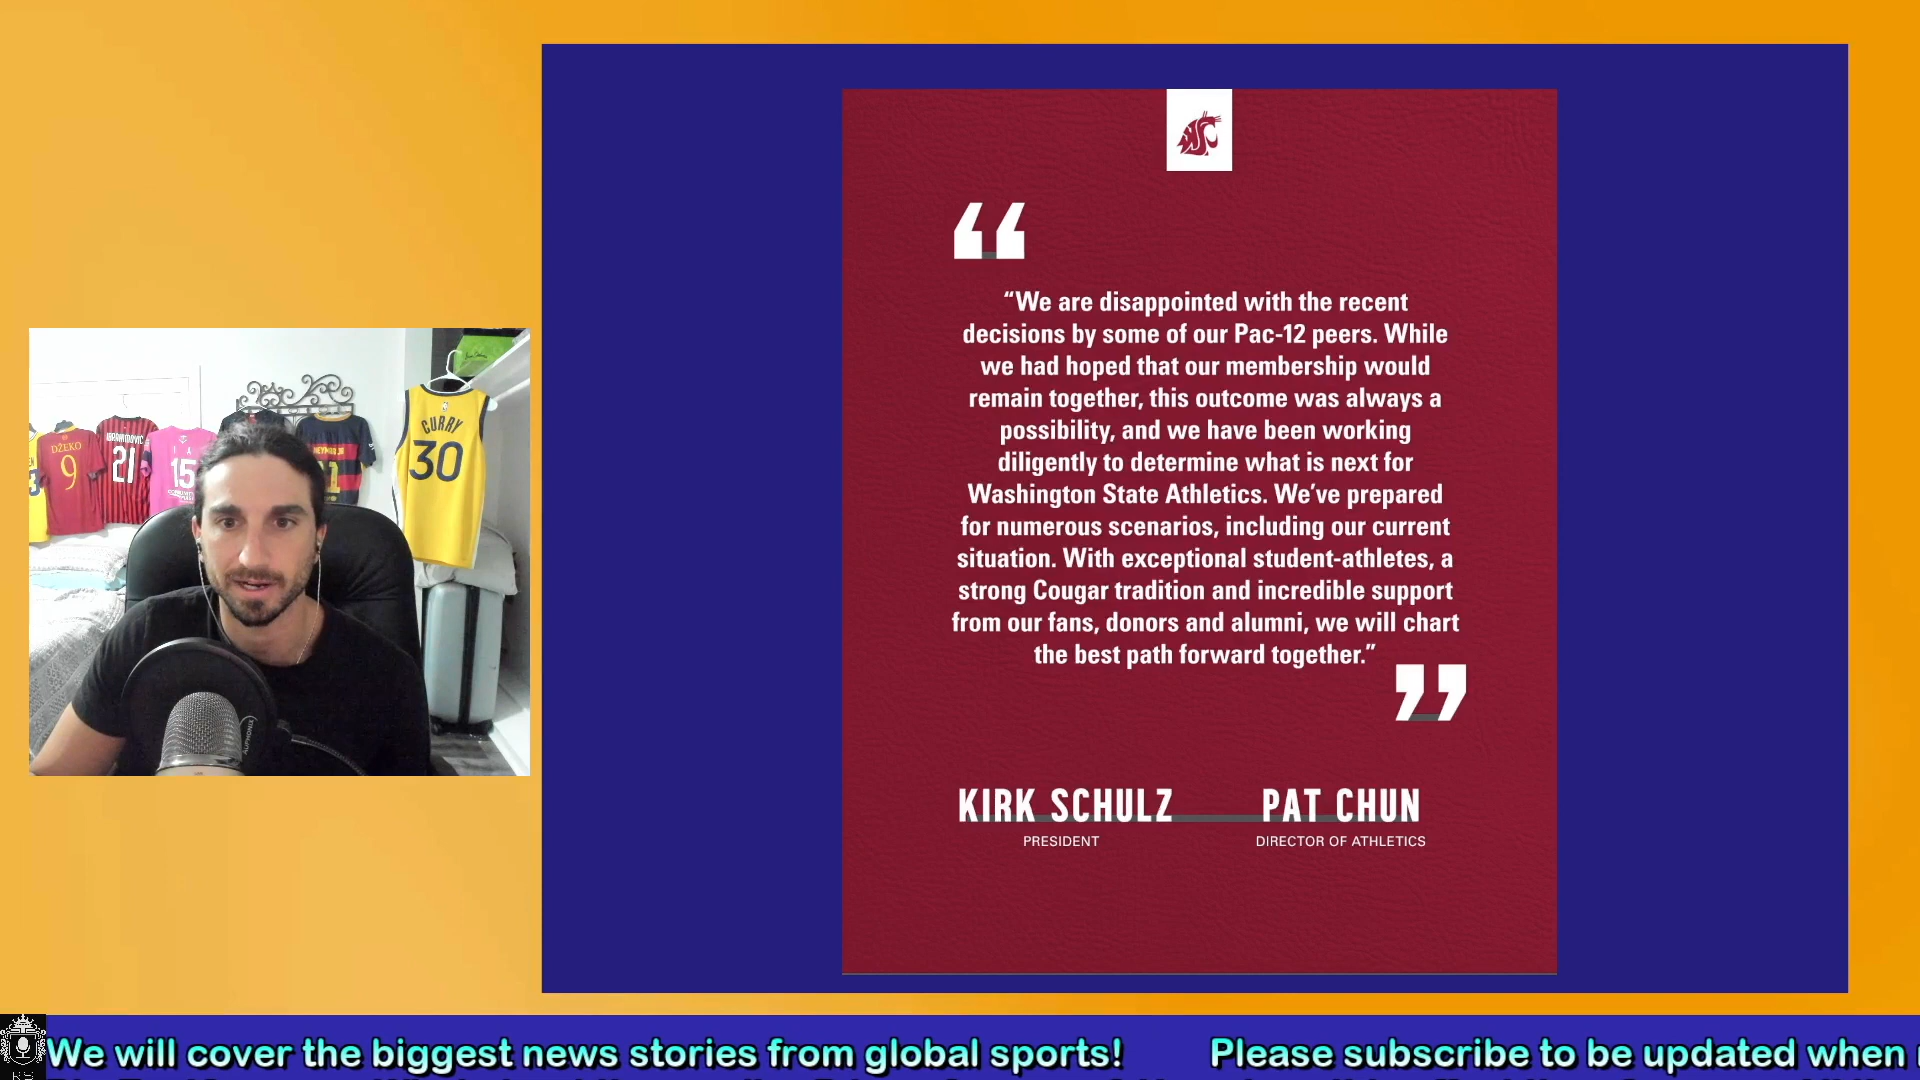 “We are disappointed with the recent
decisions by some of our Pac-12 peers. While
we had hoped that our membership would
remain together, this outcome was always a
possibility, and we have been working
diligently to determine what is next for
Washington State Athletics. We’ve prepared
for numerous scenarios, including our current
situation. With exceptional student-athletes, a
strong Cougar tradition and incredible support
from our fans, donors and alumni, we will chart
the best path forward together.”
KIRK SCHULZ
PRESIDENT
PAT CHUN
DIRECTOR OF ATHLETICS
DŽEKO
9
IBRAHIMOVIĆ
21
15
NEYMAR JR
11
CURRY
30
AUPHONIX
We will cover the biggest news stories from global sports!
Please subscribe to be updated when